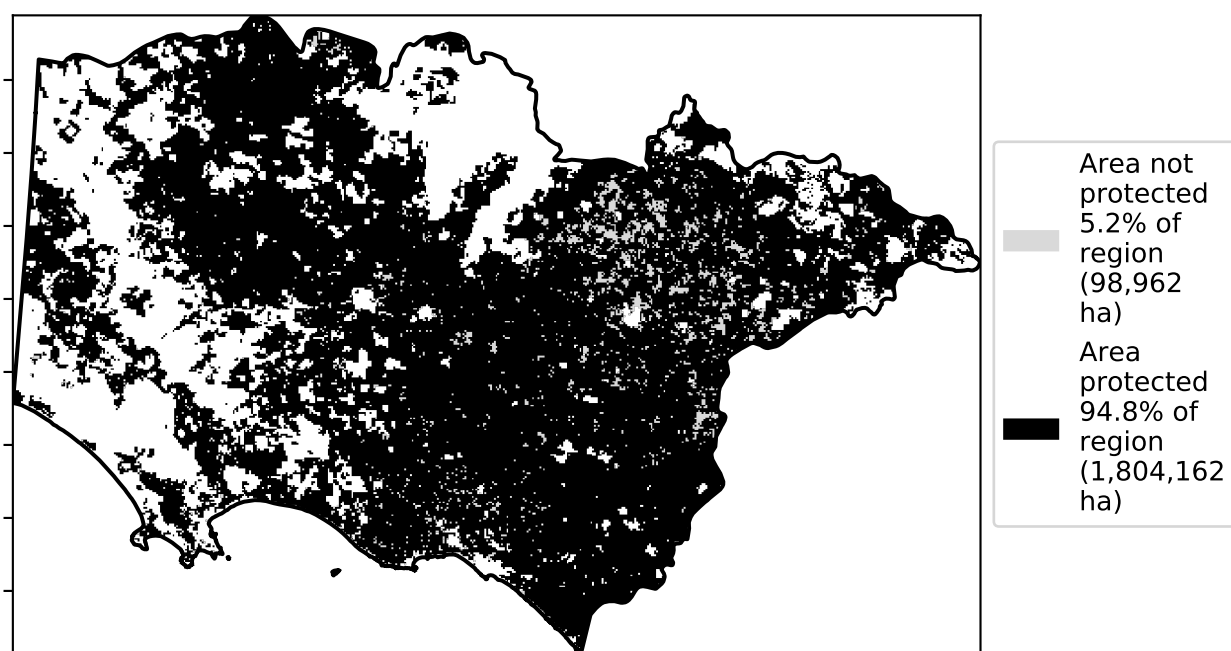 Area not
protected
5.2% of
region
(98,962
ha)
Area
protected
94.8% of
region
(1,804,162
ha)